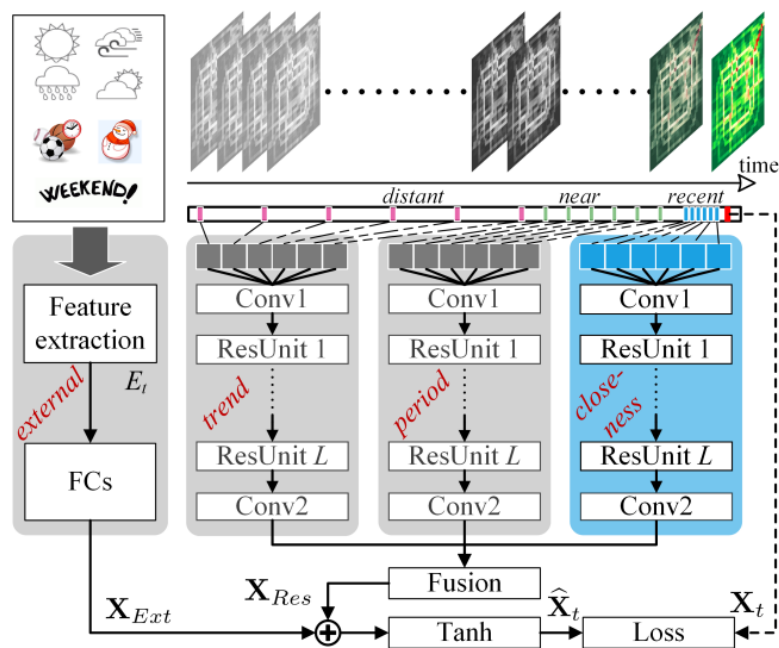 WEEKEND!
time
distant near recent
Feature
extraction
E_t
external
FCs
Conv1
ResUnit 1
trend
ResUnit L
Conv2
Conv1
ResUnit 1
period
ResUnit L
Conv2
Conv1
ResUnit 1
close-
ness
ResUnit L
Conv2
Fusion
X_Res
X_Ext
Tanh
X̂_t
Loss
X_t